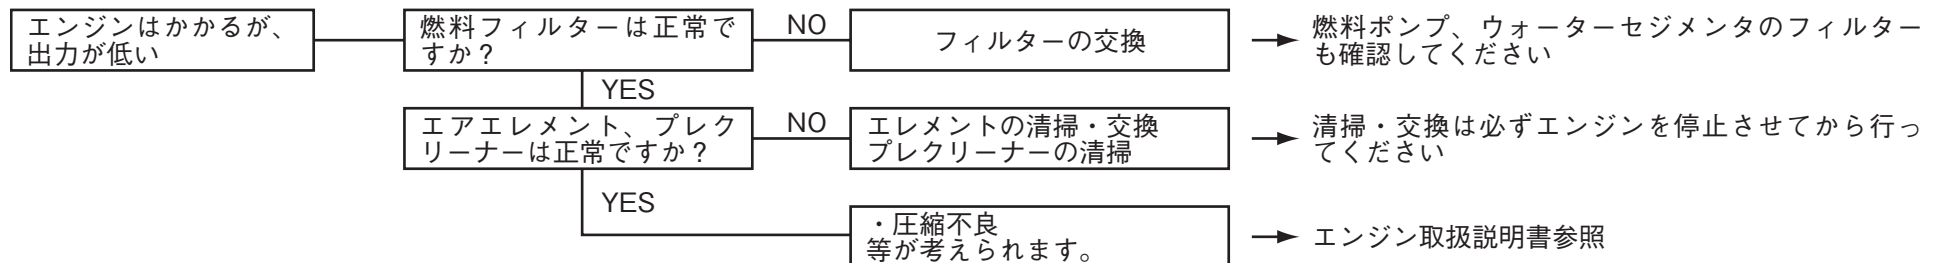 エンジンはかかるが、
出力が低い
燃料フィルターは正常で
すか？
NO
フィルターの交換
燃料ポンプ、ウォーターセジメンタのフィルター
も確認してください
YES
エアエレメント、プレク
リーナーは正常ですか？
NO
エレメントの清掃・交換
プレクリーナーの清掃
清掃・交換は必ずエンジンを停止させてから行っ
てください
YES
・圧縮不良
等が考えられます。
エンジン取扱説明書参照